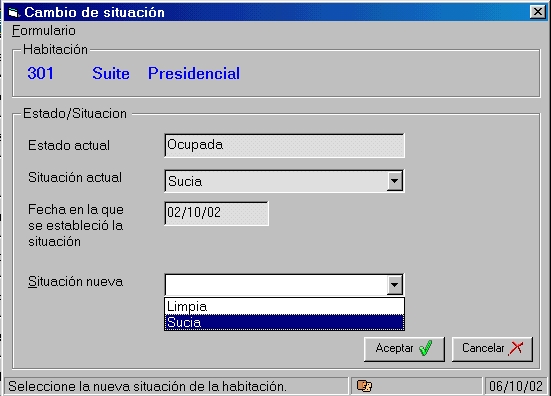 Cambio de situación
Formulario
Habitación
301 Suite Presidencial
Estado/Situacion
Estado actual Ocupada
Situación actual Sucia
Fecha en la que 02/10/02
se estableció la
situación
Situación nueva
Limpia
Sucia
Aceptar Cancelar
Seleccione la nueva situación de la habitación. 06/10/02